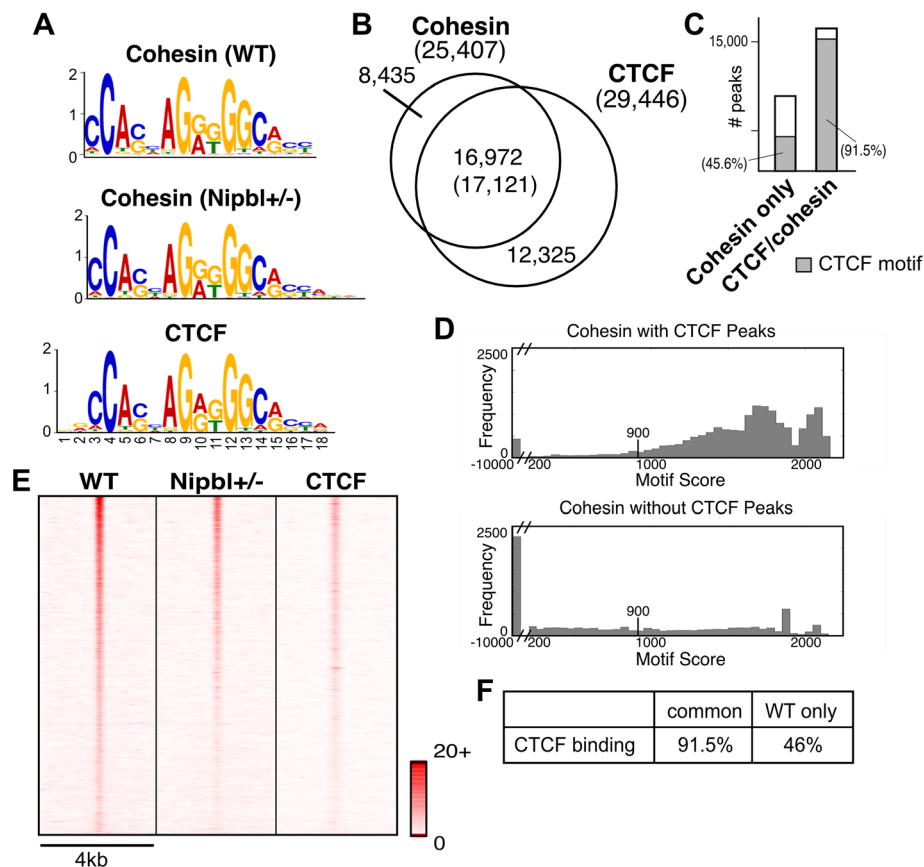 A
Cohesin (WT)
2
1
0
CCACCAGGGGGCACC
Cohesin (Nipbl+/-)
2
1
0
CTCF
2
1
0
1 2 3 4 5 6 7 8 9 10 11 12 13 14 15 16 17 18
B
Cohesin
(25,407)
8,435
CTCF
(29,446)
16,972
(17,121)
12,325
C
15,000
# peaks
(45.6%)
(91.5%)
Cohesin only
CTCF/cohesin
CTCF motif
D
Cohesin with CTCF Peaks
2500
Frequency
900
0
-10000 200 1000 2000
Motif Score
Cohesin without CTCF Peaks
2500
Frequency
900
0
-10000 200 1000 2000
Motif Score
E
WT Nipbl+/- CTCF
20+
0
4kb
F
common WT only
CTCF binding 91.5% 46%